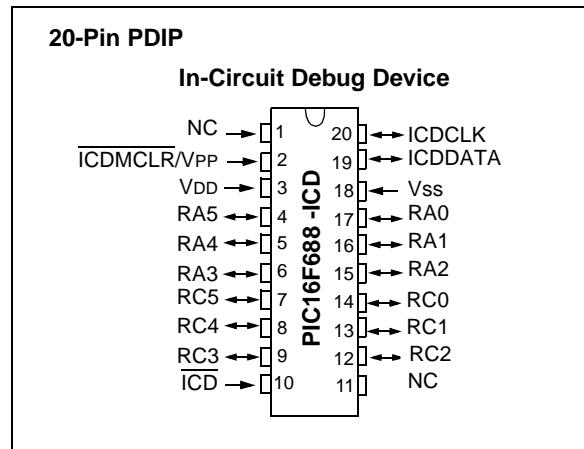 20-Pin PDIP
In-Circuit Debug Device
NC 1 20 ICDCLK
ICDMCLR/VPP 2 19 ICDDATA
VDD 3 18 Vss
RA5 4 17 RA0
RA4 5 16 RA1
RA3 6 15 RA2
RC5 7 14 RC0
RC4 8 13 RC1
RC3 9 12 RC2
ICD 10 11 NC
PIC16F688 -ICD